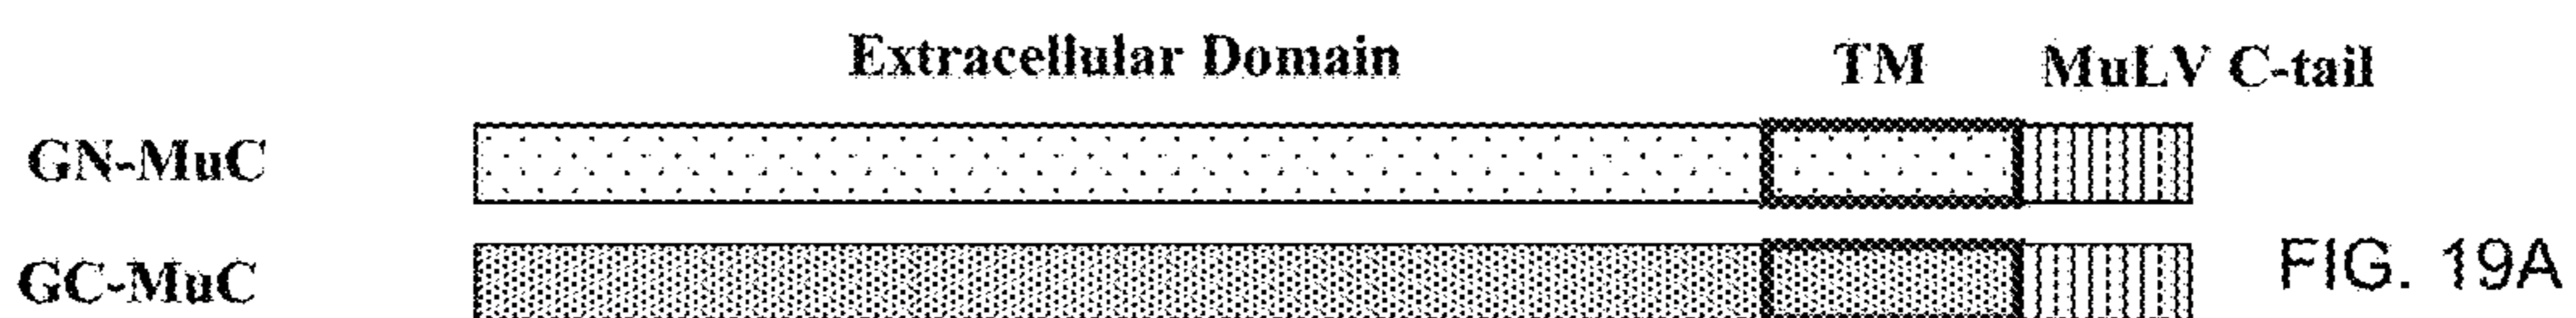 Extracellular Domain TM MuLV C-tail
GN-MuC
GC-MuC
FIG. 19A